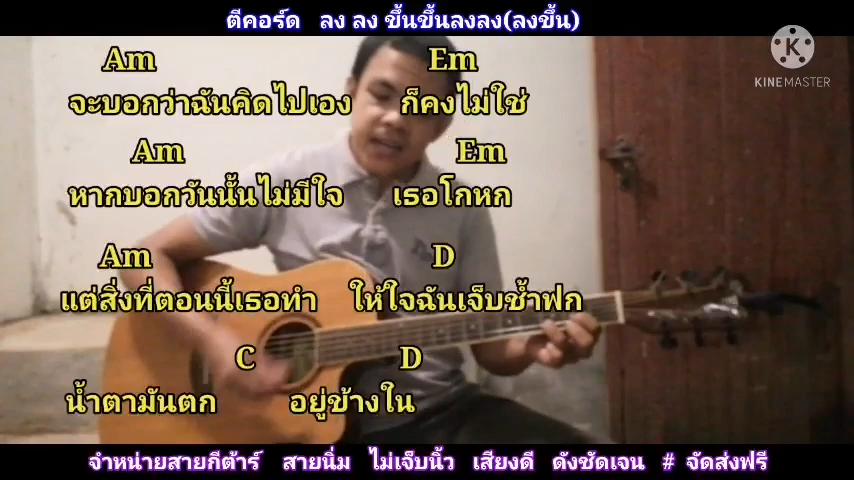 ตีคอร์ด ลง ลง ขึ้นขึ้นลงลง(ลงขึ้น)
KINEMASTER
Am Em
จะบอกว่าฉันคิดไปเอง ก็คงไม่ใช่
Am Em
หากบอกวันนั้นไม่มีใจ เธอโกหก
Am D
แต่สิ่งที่ตอนนี้เธอทำ ให้ใจฉันเจ็บช้ำฟก
C D
น้ำตามันตก อยู่ข้างใน
จำหน่ายสายกีต้าร์ สายนิ่ม ไม่เจ็บนิ้ว เสียงดี ดังชัดเจน # จัดส่งฟรี